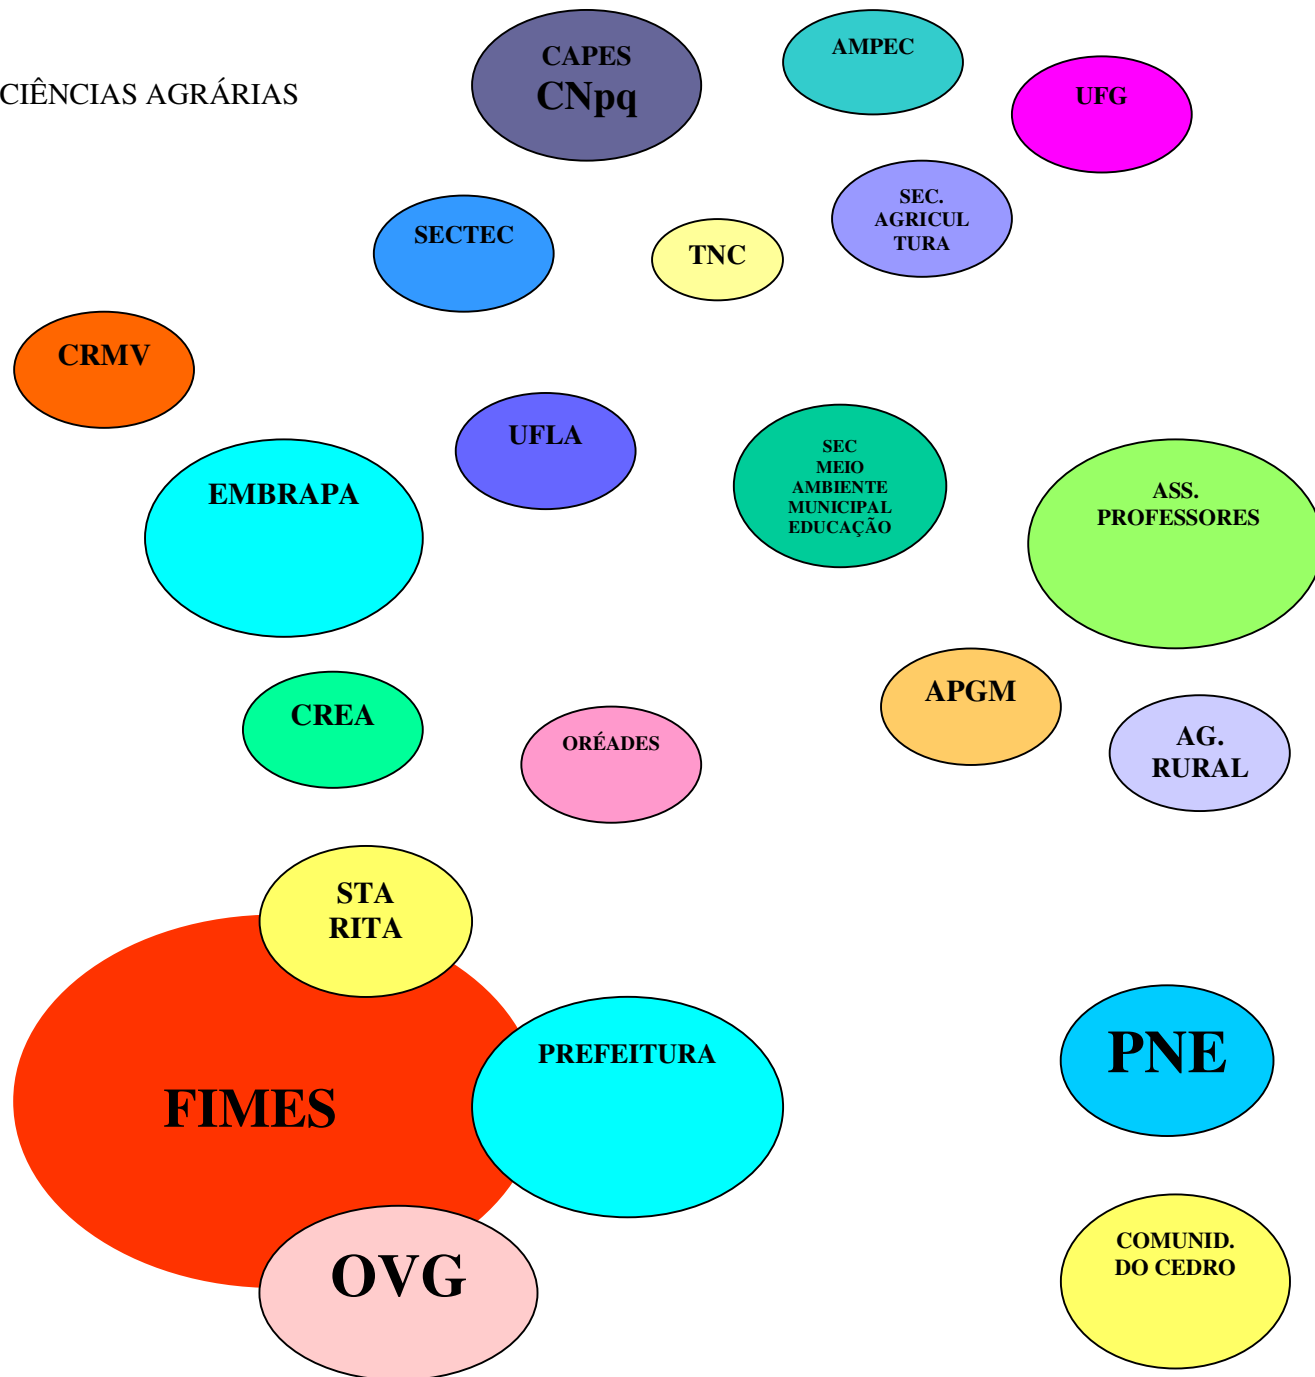 CIÊNCIAS AGRÁRIAS
CAPES
CNpq
AMPEC
UFG
SECTEC
TNC
SEC.
AGRICUL
TURA
CRMV
UFLA
EMBRAPA
SEC
MEIO
AMBIENTE
MUNICIPAL
EDUCAÇÃO
ASS.
PROFESSORES
CREA
ORÉADES
APGM
AG.
RURAL
STA
RITA
FIMES
PREFEITURA
PNE
OVG
COMUNID.
DO CEDRO